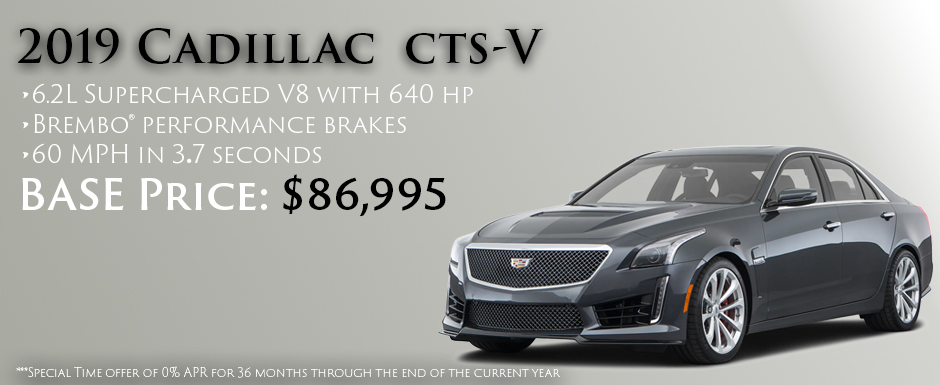 2019 Cadillac CTS-V
›6.2L Supercharged V8 with 640 hp
›Brembo® performance brakes
›60 MPH in 3.7 seconds
BASE Price: $86,995
***Special Time offer of 0% APR for 36 months through the end of the current year